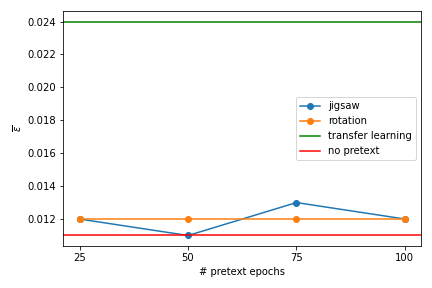 0.024
0.022
0.020
0.018
0.016
0.014
0.012
ε̅
jigsaw
rotation
transfer learning
no pretext
25 50 75 100
# pretext epochs